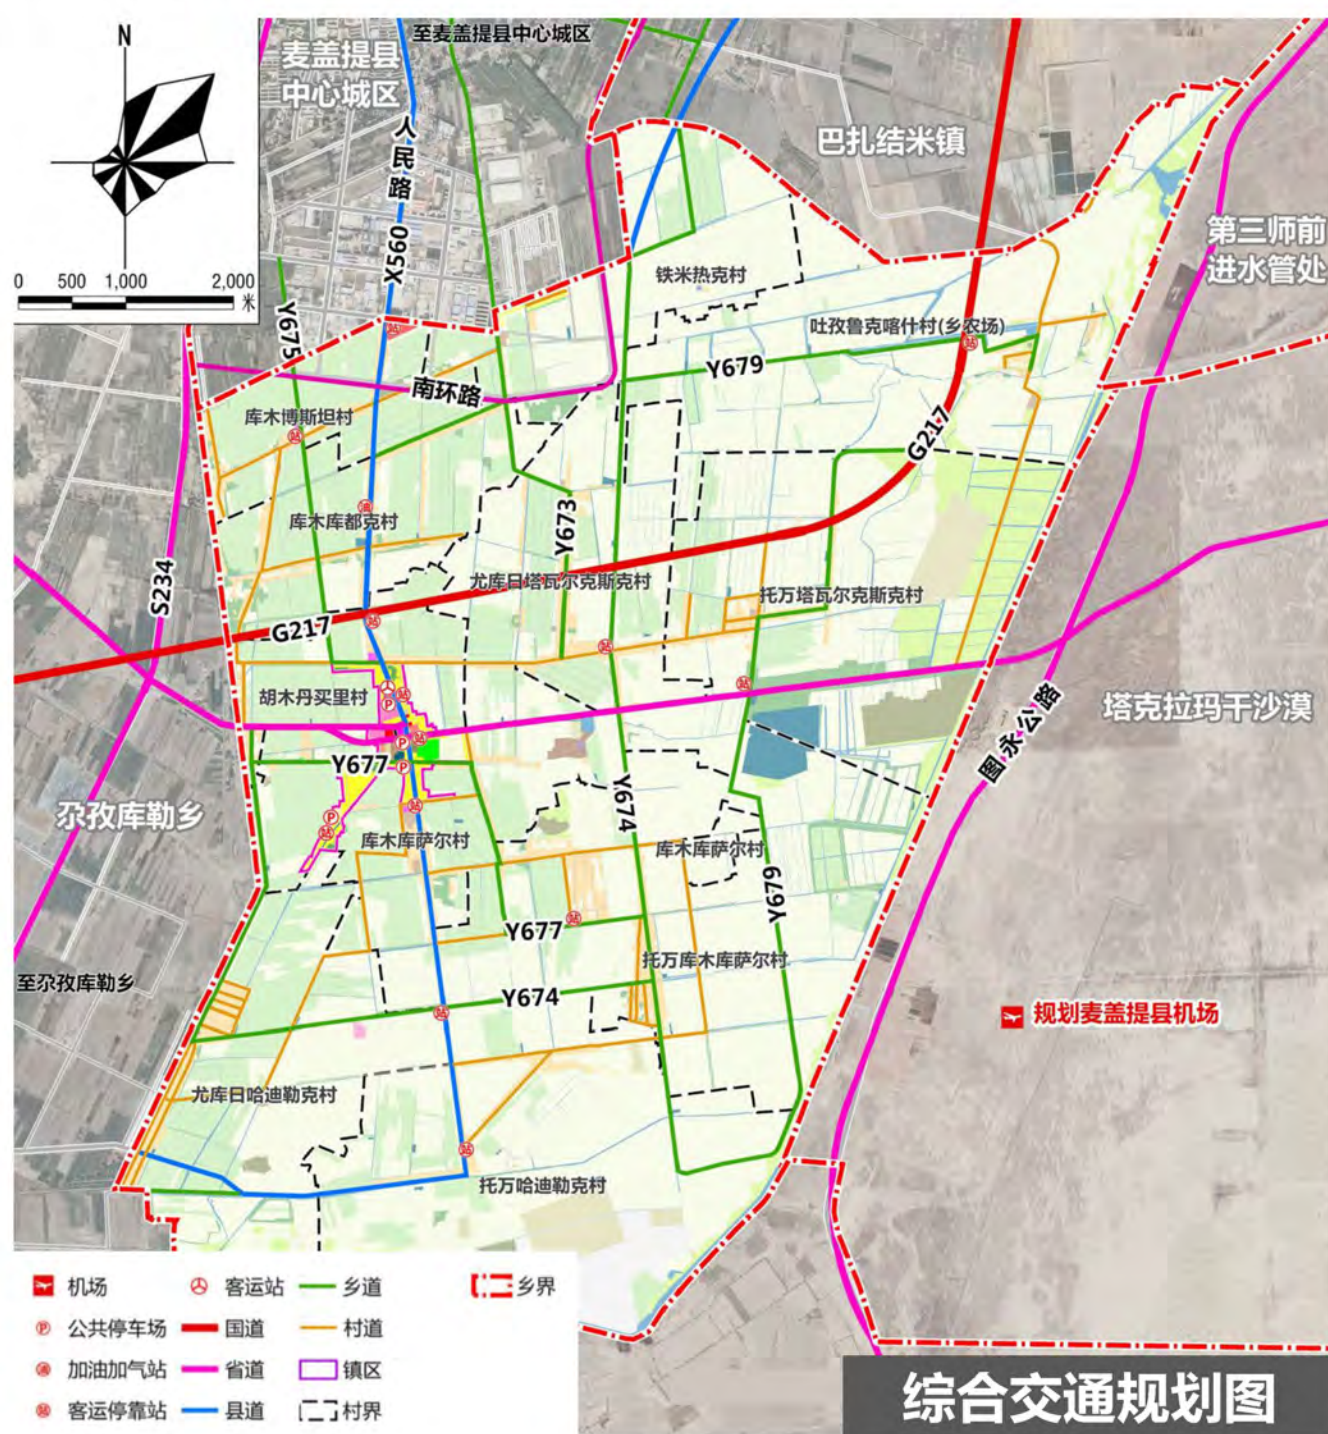 N
0 500 1,000 2,000
米
至麦盖提县中心城区
麦盖提县
中心城区
人民路
X560
巴扎结米镇
第三师前
进水管处
铁米热克村
吐孜鲁克喀什村(乡农场)
Y675
Y679
南环路
库木博斯坦村
G217
库木库都克村
Y673
尤库日塔瓦尔克斯克村
托万塔瓦尔克斯克村
S234
G217
胡木丹买里村
塔克拉玛干沙漠
图永公路
Y677
Y674
尕孜库勒乡
库木库萨尔村
库木库萨尔村
Y679
Y677
托万库木库萨尔村
至尕孜库勒乡
Y674
规划麦盖提县机场
尤库日哈迪勒克村
托万哈迪勒克村
机场 客运站 乡道 乡界
公共停车场 国道 村道
加油加气站 省道 镇区
客运停靠站 县道 村界
综合交通规划图